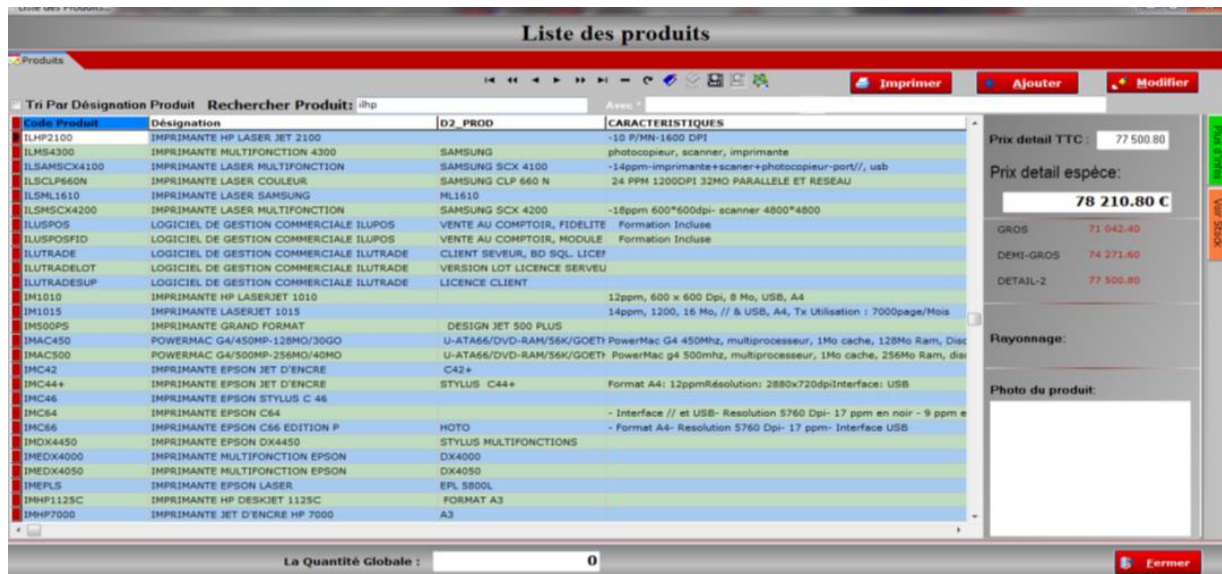 Liste des Produits...
Liste des produits
Produits
Imprimer Ajouter Modifier
Tri Par Désignation Produit Rechercher Produit: ilhp Avec *
Code Produit Désignation D2_PROD CARACTERISTIQUES
ILHP2100 IMPRIMANTE HP LASER JET 2100 -10 P/MN-1600 DPI
ILMS4300 IMPRIMANTE MULTIFONCTION 4300 SAMSUNG photocopieur, scanner, imprimante
ILSAMSCX4100 IMPRIMANTE LASER MULTIFONCTION SAMSUNG SCX 4100 -14ppm-imprimante+scaner+photocopieur-port//, usb
ILSCLP660N IMPRIMANTE LASER COULEUR SAMSUNG CLP 660 N 24 PPM 1200DPI 32MO PARALLELE ET RESEAU
ILSML1610 IMPRIMANTE LASER SAMSUNG ML1610
ILSMSCX4200 IMPRIMANTE LASER MULTIFONCTION SAMSUNG SCX 4200 -18ppm 600*600dpi- scanner 4800*4800
ILUSPOS LOGICIEL DE GESTION COMMERCIALE ILUPOS VENTE AU COMPTOIR, FIDELITE Formation Incluse
ILUSPOSFID LOGICIEL DE GESTION COMMERCIALE ILUPOS VENTE AU COMPTOIR, MODULE Formation Incluse
ILUTRADE LOGICIEL DE GESTION COMMERCIALE ILUTRADE CLIENT SEVEUR, BD SQL. LICEN
ILUTRADELOT LOGICIEL DE GESTION COMMERCIALE ILUTRADE VERSION LOT LICENCE SERVEU
ILUTRADESUP LOGICIEL DE GESTION COMMERCIALE ILUTRADE LICENCE CLIENT
IM1010 IMPRIMANTE HP LASERJET 1010 12ppm, 600 x 600 Dpi, 8 Mo, USB, A4
IM1015 IMPRIMANTE LASERJET 1015 14ppm, 1200, 16 Mo, // & USB, A4, Tx Utilisation : 7000page/Mois
IM500PS IMPRIMANTE GRAND FORMAT DESIGN JET 500 PLUS
IMAC450 POWERMAC G4/450MP-128MO/30GO U-ATA66/DVD-RAM/56K/GOETH PowerMac G4 450Mhz, multiprocesseur, 1Mo cache, 128Mo Ram, Disc
IMAC500 POWERMAC G4/500MP-256MO/40MO U-ATA66/DVD-RAM/56K/GOETH PowerMac g4 500mhz, multiprocesseur, 1Mo cache, 256Mo Ram, disc
IMC42 IMPRIMANTE EPSON JET D'ENCRE C42+
IMC44+ IMPRIMANTE EPSON JET D'ENCRE STYLUS C44+ Format A4: 12ppmRésolution: 2880x720dpiInterface: USB
IMC46 IMPRIMANTE EPSON STYLUS C 46
IMC64 IMPRIMANTE EPSON C64 - Interface // et USB- Resolution 5760 Dpi- 17 ppm en noir - 9 ppm e
IMC66 IMPRIMANTE EPSON C66 EDITION P HOTO - Format A4- Resolution 5760 Dpi- 17 ppm- Interface USB
IMDX4450 IMPRIMANTE EPSON DX4450 STYLUS MULTIFONCTIONS
IMEDX4000 IMPRIMANTE MULTIFONCTION EPSON DX4000
IMEDX4050 IMPRIMANTE MULTIFONCTION EPSON DX4050
IMEPLS IMPRIMANTE EPSON LASER EPL 5800L
IMHP1125C IMPRIMANTE HP DESKJET 1125C FORMAT A3
IMHP7000 IMPRIMANTE JET D'ENCRE HP 7000 A3
Prix detail TTC : 77 500.80
Prix detail espèce:
78 210.80 €
GROS 71 042.40
DEMI-GROS 74 271.60
DETAIL-2 77 500.80
Rayonnage:
Photo du produit:
Plus d'infos
Voir Stock
La Quantité Globale : 0
Fermer